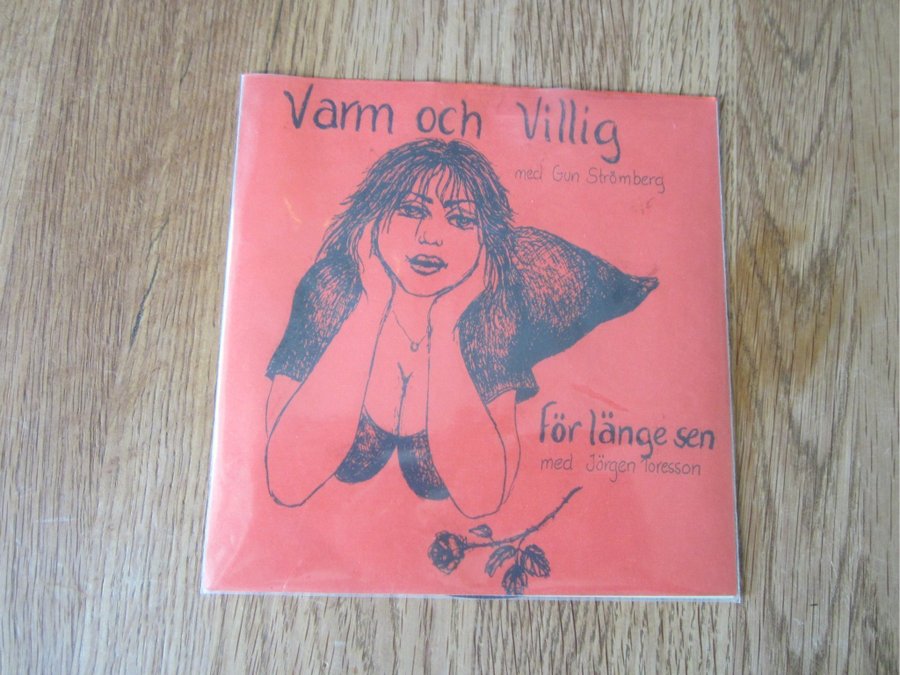 Varm och Villig
med Gun Strömberg
För länge sen
med Jörgen Toresson